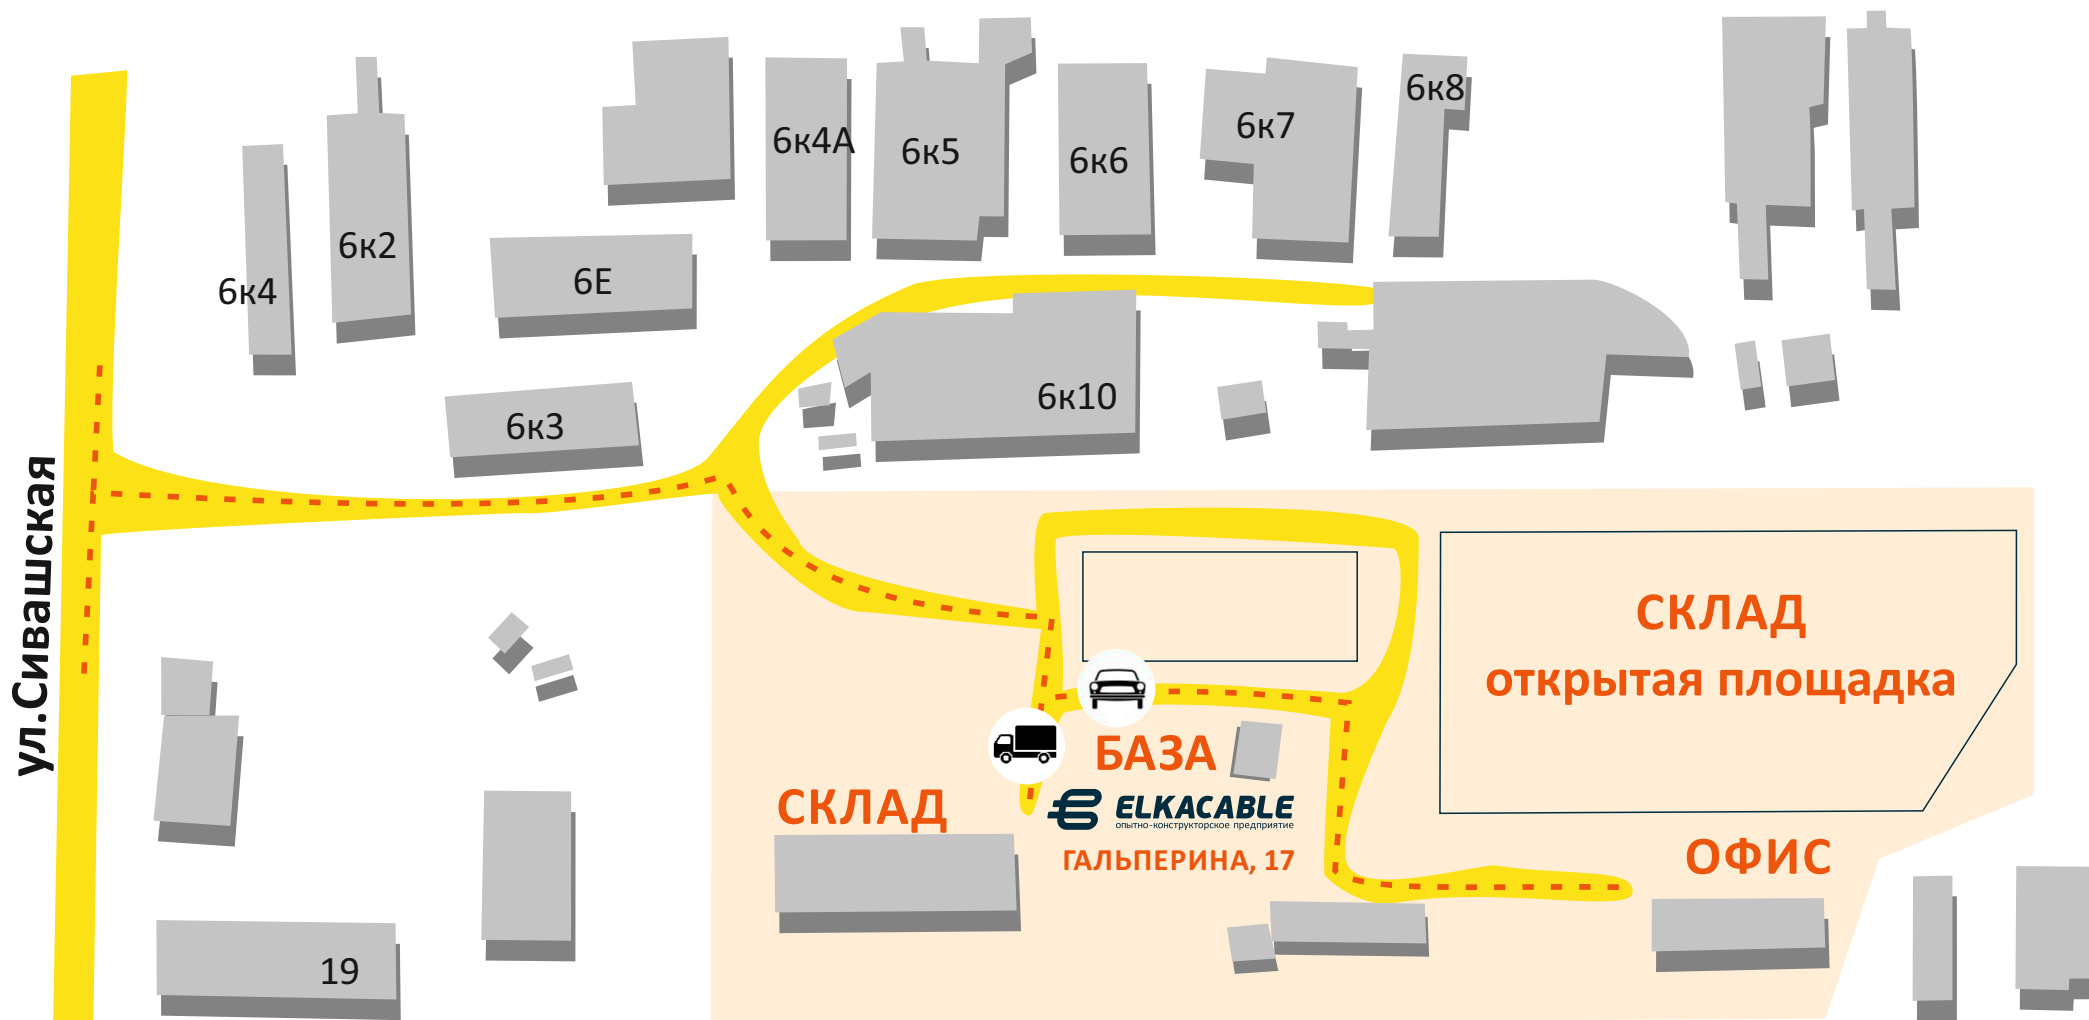 6к8
6к7
6к4А
6к5
6к6
6к2
6Е
6к4
6к10
6к3
ул.Сивашская
СКЛАД
открытая площадка
БАЗА
СКЛАД
ELKACABLE
опытно-конструкторское предприятие
ГАЛЬПЕРИНА, 17
ОФИС
19